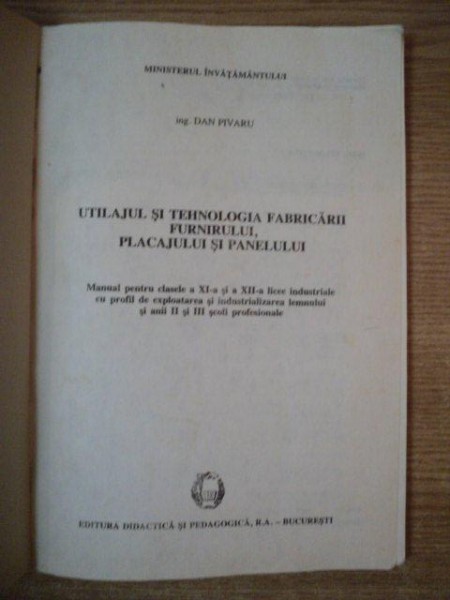 MINISTERUL ÎNVĂȚĂMÂNTULUI
ing. DAN PIVARU
UTILAJUL ȘI TEHNOLOGIA FABRICĂRII
FURNIRULUI,
PLACAJULUI ȘI PANELULUI
Manual pentru clasele a XI-a și a XII-a licee industriale
cu profil de exploatarea și industrializarea lemnului
și anii II și III școli profesionale
EDITURA DIDACTICĂ ȘI PEDAGOGICĂ, R.A. – BUCUREȘTI